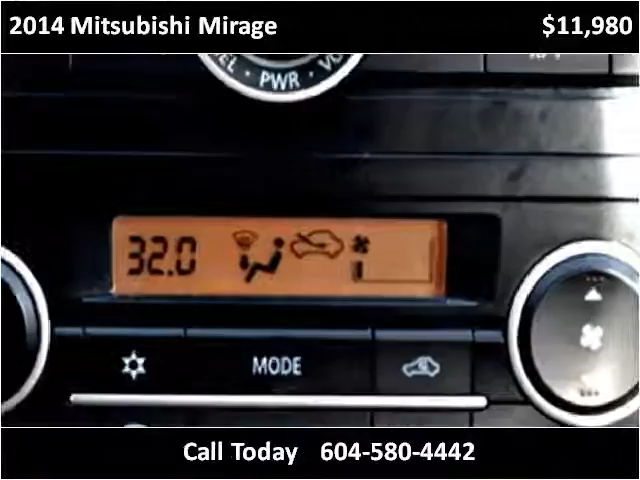 2014 Mitsubishi Mirage $11,980
PWR
32.0
MODE
Call Today 604-580-4442